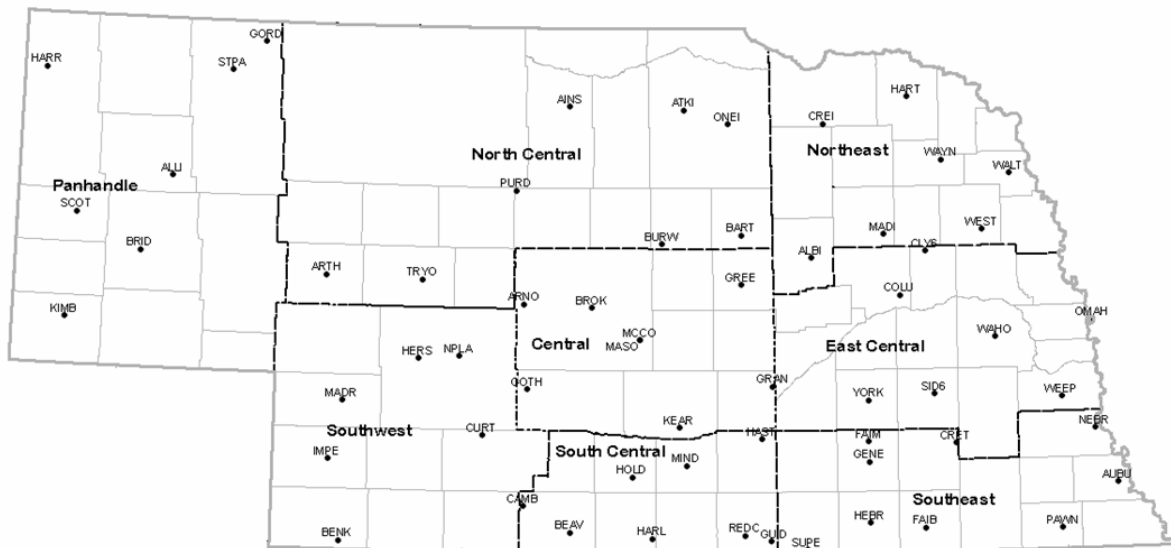 GORD
HARR
STPA
HART
AINS
ATKI
ONEI
CREI
North Central
Northeast
WAYN
WALT
ALLI
Panhandle
PURD
SCOT
WEST
MADI
BART
BURW
BRID
CLY6
ALBI
ARTH
TRYO
GREE
COLU
ARNO
BROK
KIMB
OMAH
MCCO
WAHO
MASO
Central
East Central
HERS
NPLA
GRAN
GOTH
YORK
SID6
WEEP
MADR
KEAR
NEBR
Southwest
CURT
HAST
FAIM
CRET
South Central
IMPE
GENE
MIND
HOLD
AUBU
Southeast
CAMB
HEBR
FAIB
PAWN
BENK
BEAV
HARL
REDC
GUID
SUPE